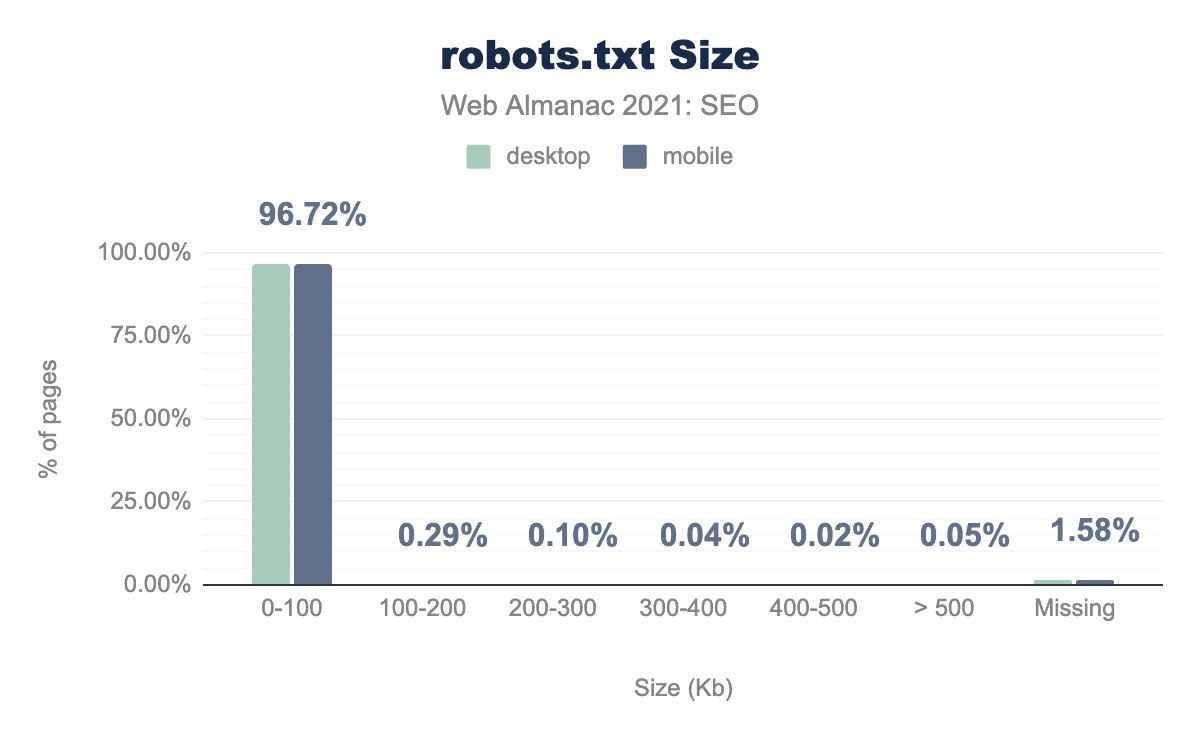 robots.txt Size
Web Almanac 2021: SEO
desktop mobile
96.72%
100.00%
75.00%
50.00%
25.00%
0.00%
% of pages
0.29% 0.10% 0.04% 0.02% 0.05% 1.58%
0-100 100-200 200-300 300-400 400-500 > 500 Missing
Size (Kb)